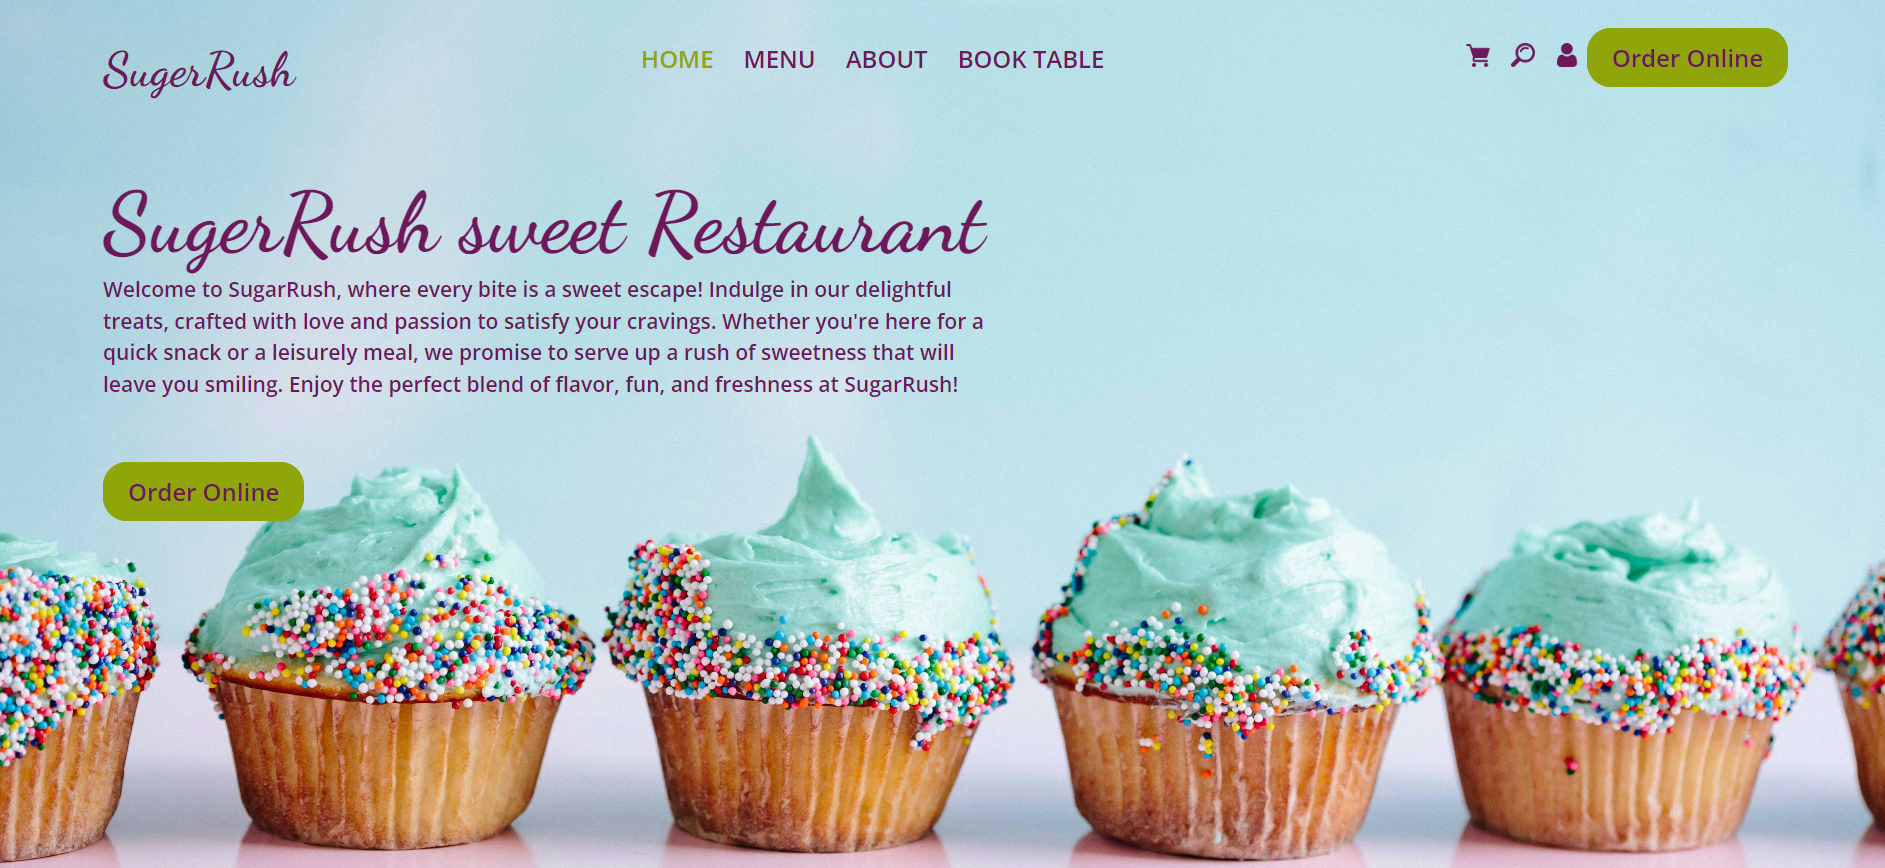 SugerRush
HOME MENU ABOUT BOOK TABLE
Order Online
SugerRush sweet Restaurant
Welcome to SugarRush, where every bite is a sweet escape! Indulge in our delightful
treats, crafted with love and passion to satisfy your cravings. Whether you're here for a
quick snack or a leisurely meal, we promise to serve up a rush of sweetness that will
leave you smiling. Enjoy the perfect blend of flavor, fun, and freshness at SugarRush!
Order Online